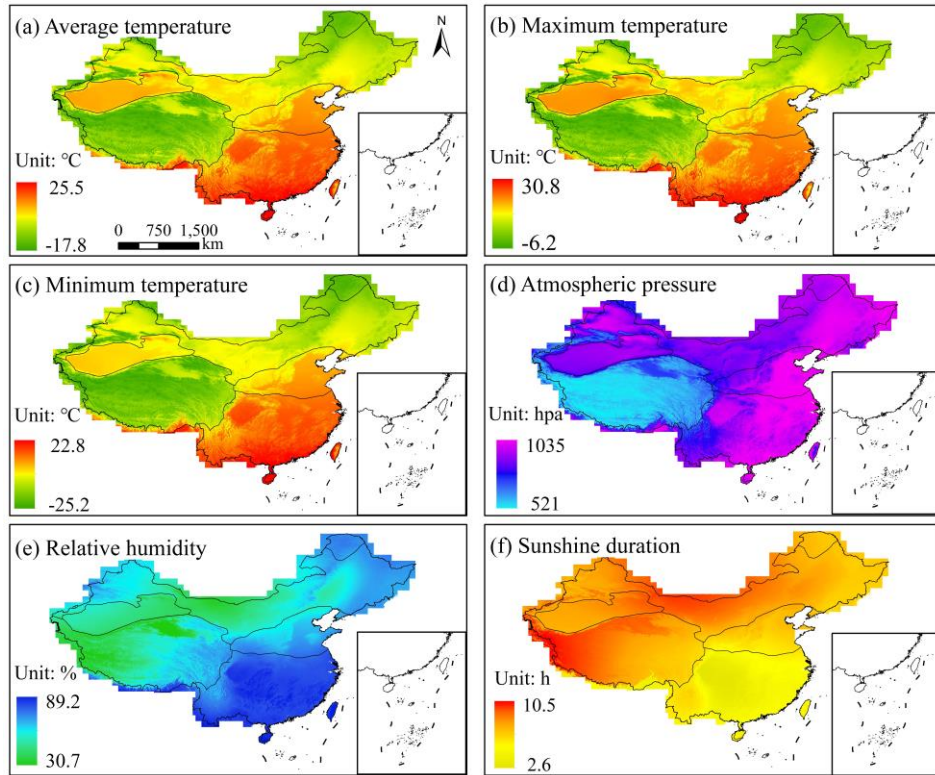 (a) Average temperature
N
Unit: °C
25.5
-17.8
0 750 1,500
km
(b) Maximum temperature
Unit: °C
30.8
-6.2
(c) Minimum temperature
Unit: °C
22.8
-25.2
(d) Atmospheric pressure
Unit: hpa
1035
521
(e) Relative humidity
Unit: %
89.2
30.7
(f) Sunshine duration
Unit: h
10.5
2.6